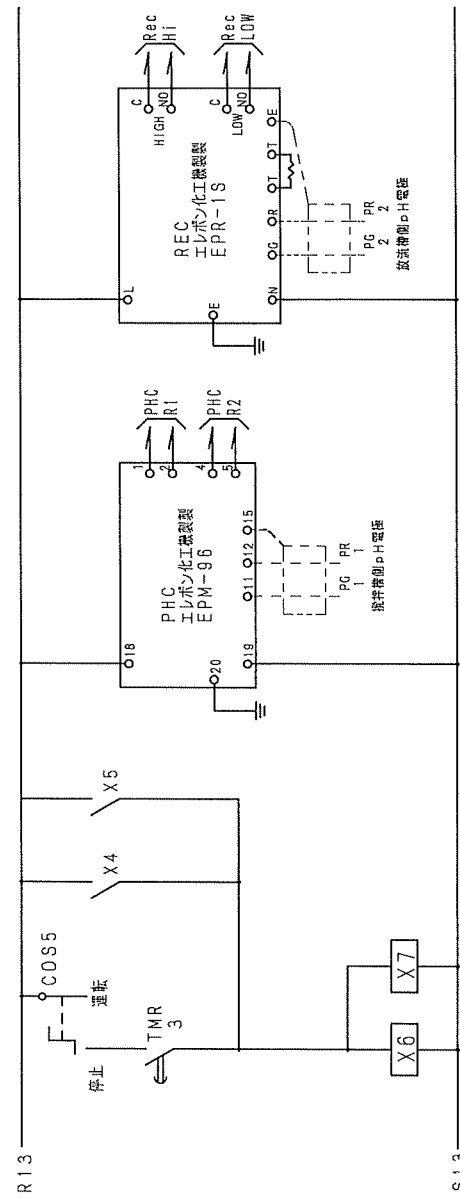 R13
COS5
停止
運転
TMR
3
X4
X5
X6
X7
18
PHC
エレポン化工機製製
EPM-96
20
19
11
12
15
1
2
4
5
PHC
R1
PHC
R2
PG
1
PR
1
撹拌槽側pH電極
L
REC
エレポン化工機製製
EPR-1S
E
N
G
R
T
T
E
C
HIGH
NO
C
LOW
NO
Rec
Hi
Rec
LOW
PG
2
PR
2
放流槽側pH電極